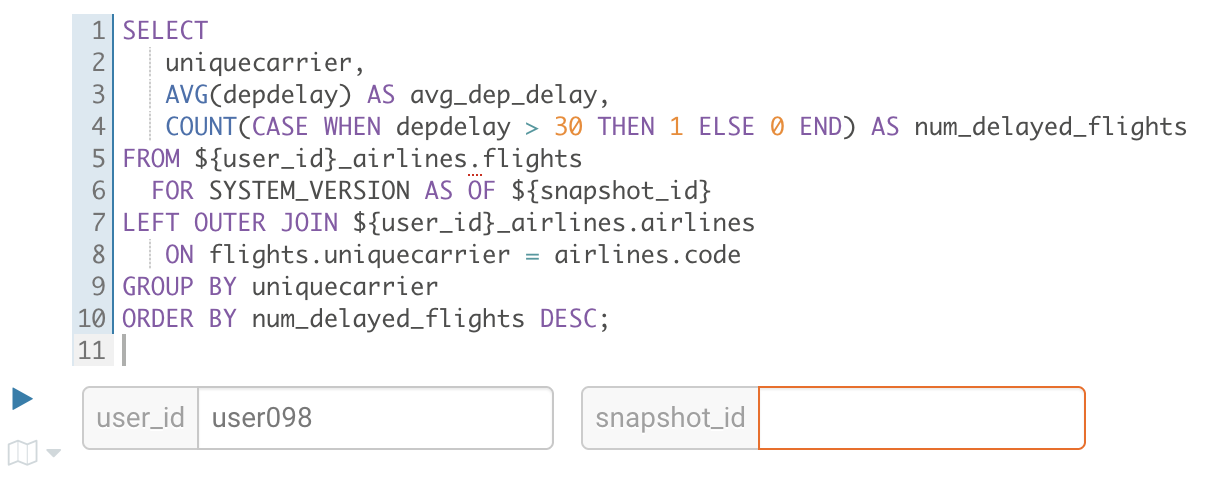 1 SELECT
2 uniquecarrier,
3 AVG(depdelay) AS avg_dep_delay,
4 COUNT(CASE WHEN depdelay > 30 THEN 1 ELSE 0 END) AS num_delayed_flights
5 FROM ${user_id}_airlines.flights
6 FOR SYSTEM_VERSION AS OF ${snapshot_id}
7 LEFT OUTER JOIN ${user_id}_airlines.airlines
8 ON flights.uniquecarrier = airlines.code
9 GROUP BY uniquecarrier
10 ORDER BY num_delayed_flights DESC;
11
user_id user098 snapshot_id